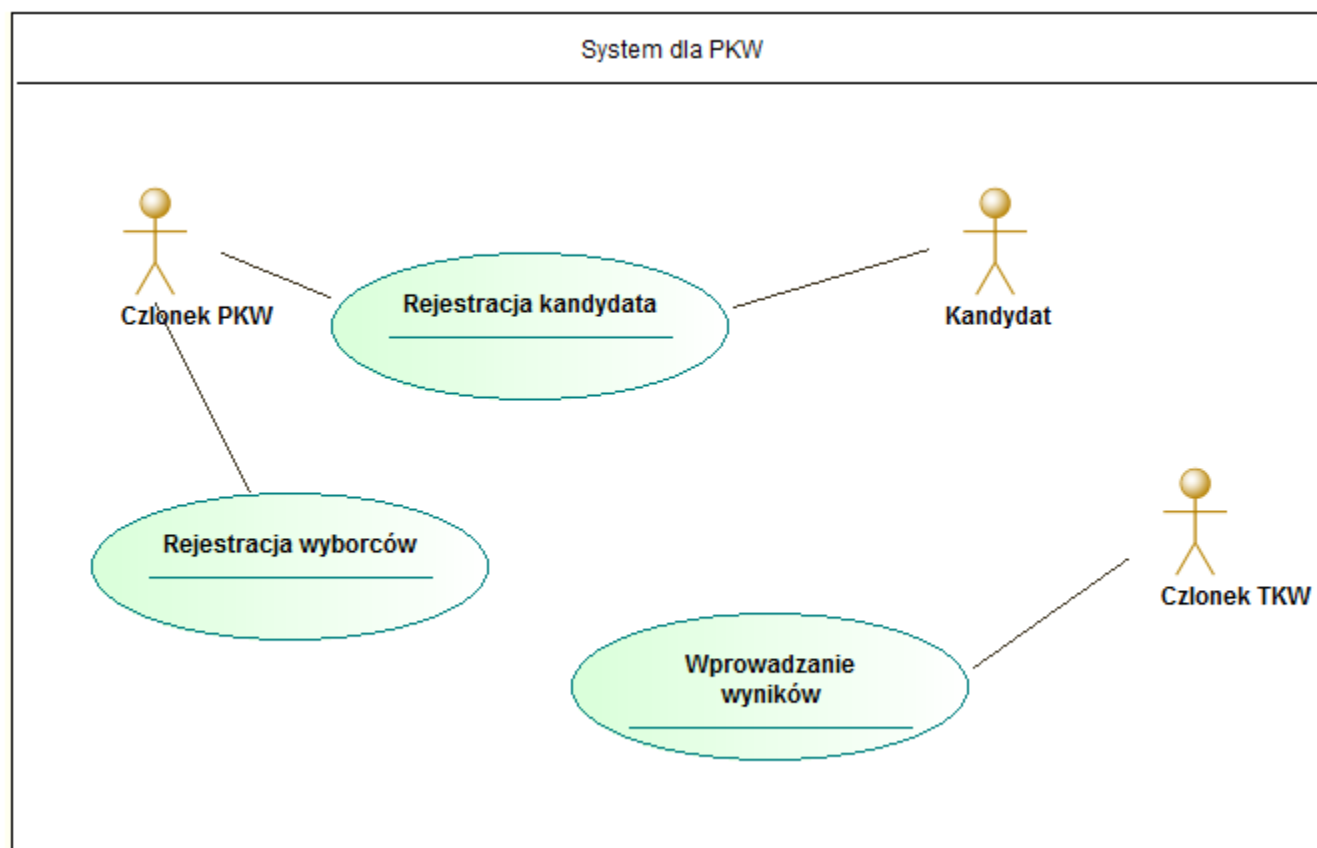 System dla PKW
Czlonek PKW
Rejestracja kandydata
Kandydat
Rejestracja wyborców
Czlonek TKW
Wprowadzanie
wyników